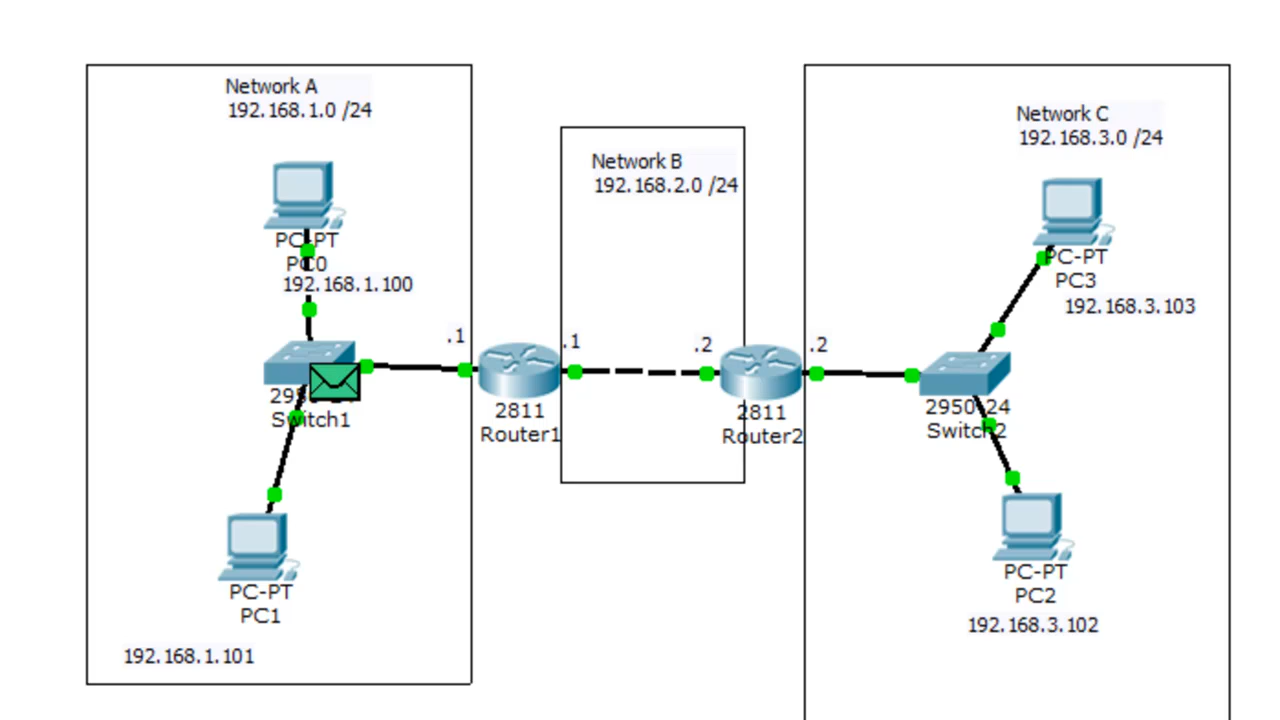 Network A
192.168.1.0 /24
PC-PT
PC0
192.168.1.100
Switch1
PC-PT
PC1
192.168.1.101
.1
2811
Router1
Network B
192.168.2.0 /24
.1
.2
2811
Router2
.2
Network C
192.168.3.0 /24
PC-PT
PC3
192.168.3.103
2950-24
Switch2
PC-PT
PC2
192.168.3.102